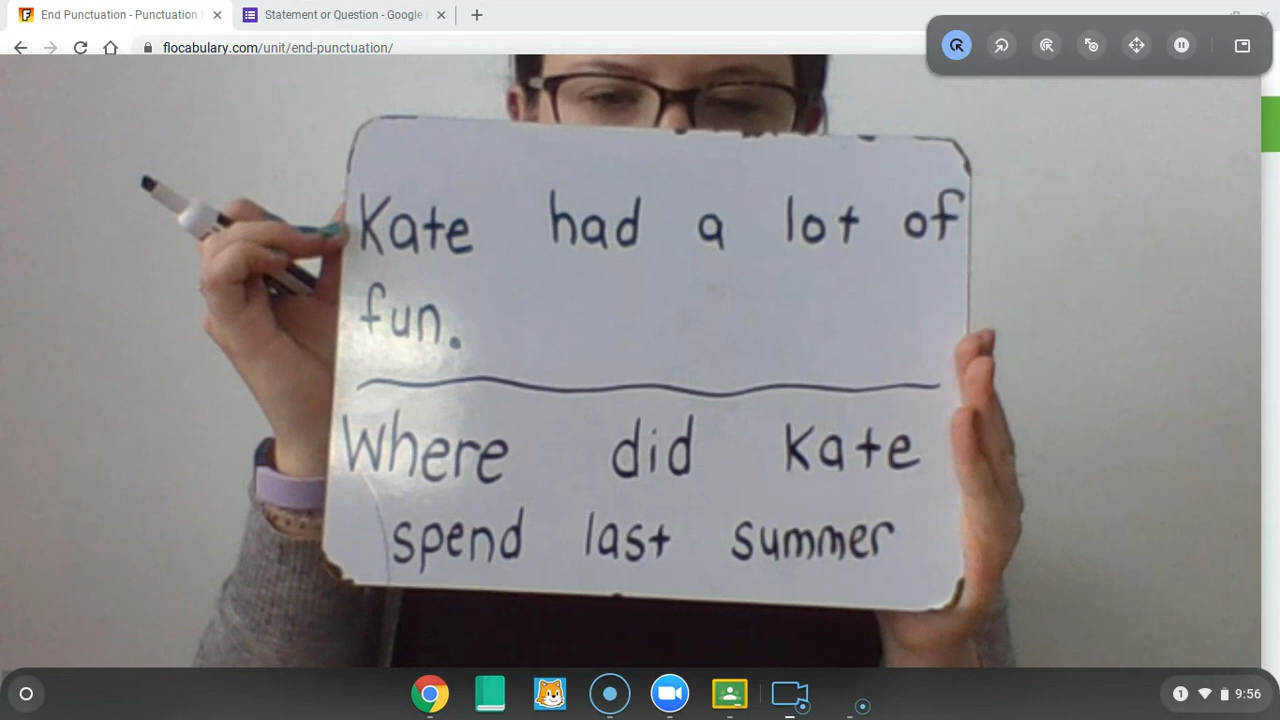 End Punctuation - Punctuation
Statement or Question - Google
flocabulary.com/unit/end-punctuation/
Kate had a lot of
fun.
Where did Kate
spend last summer
1
9:56